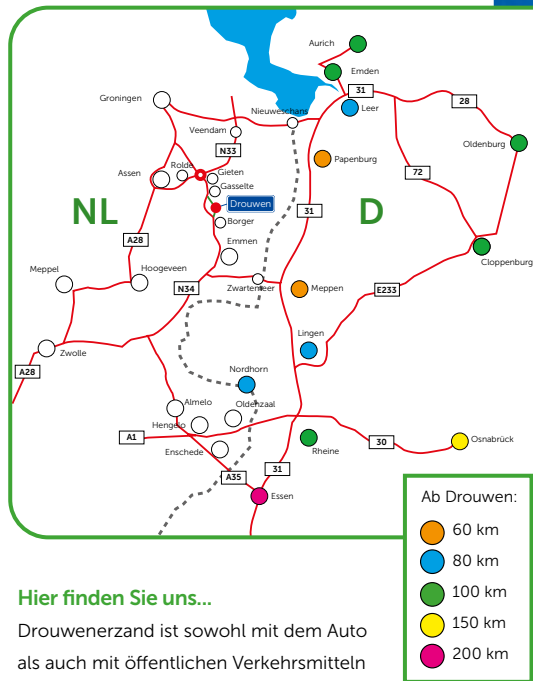 Aurich
Emden
31
28
Groningen
Leer
Nieuweschans
Veendam
Oldenburg
N33
Papenburg
Rolde
Gieten
72
Assen
Gasselte
Drouwen
NL
31
D
Borger
A28
Emmen
Cloppenburg
Meppel
Hoogeveen
N34
Zwartemeer
Meppen
E233
Lingen
Zwolle
A28
Nordhorn
Almelo
Oldenzaal
Hengelo
A1
Osnabrück
30
Rheine
Enschede
31
A35
Essen
Ab Drouwen:
60 km
80 km
100 km
150 km
200 km
Hier finden Sie uns...
Drouwenerzand ist sowohl mit dem Auto
als auch mit öffentlichen Verkehrsmitteln